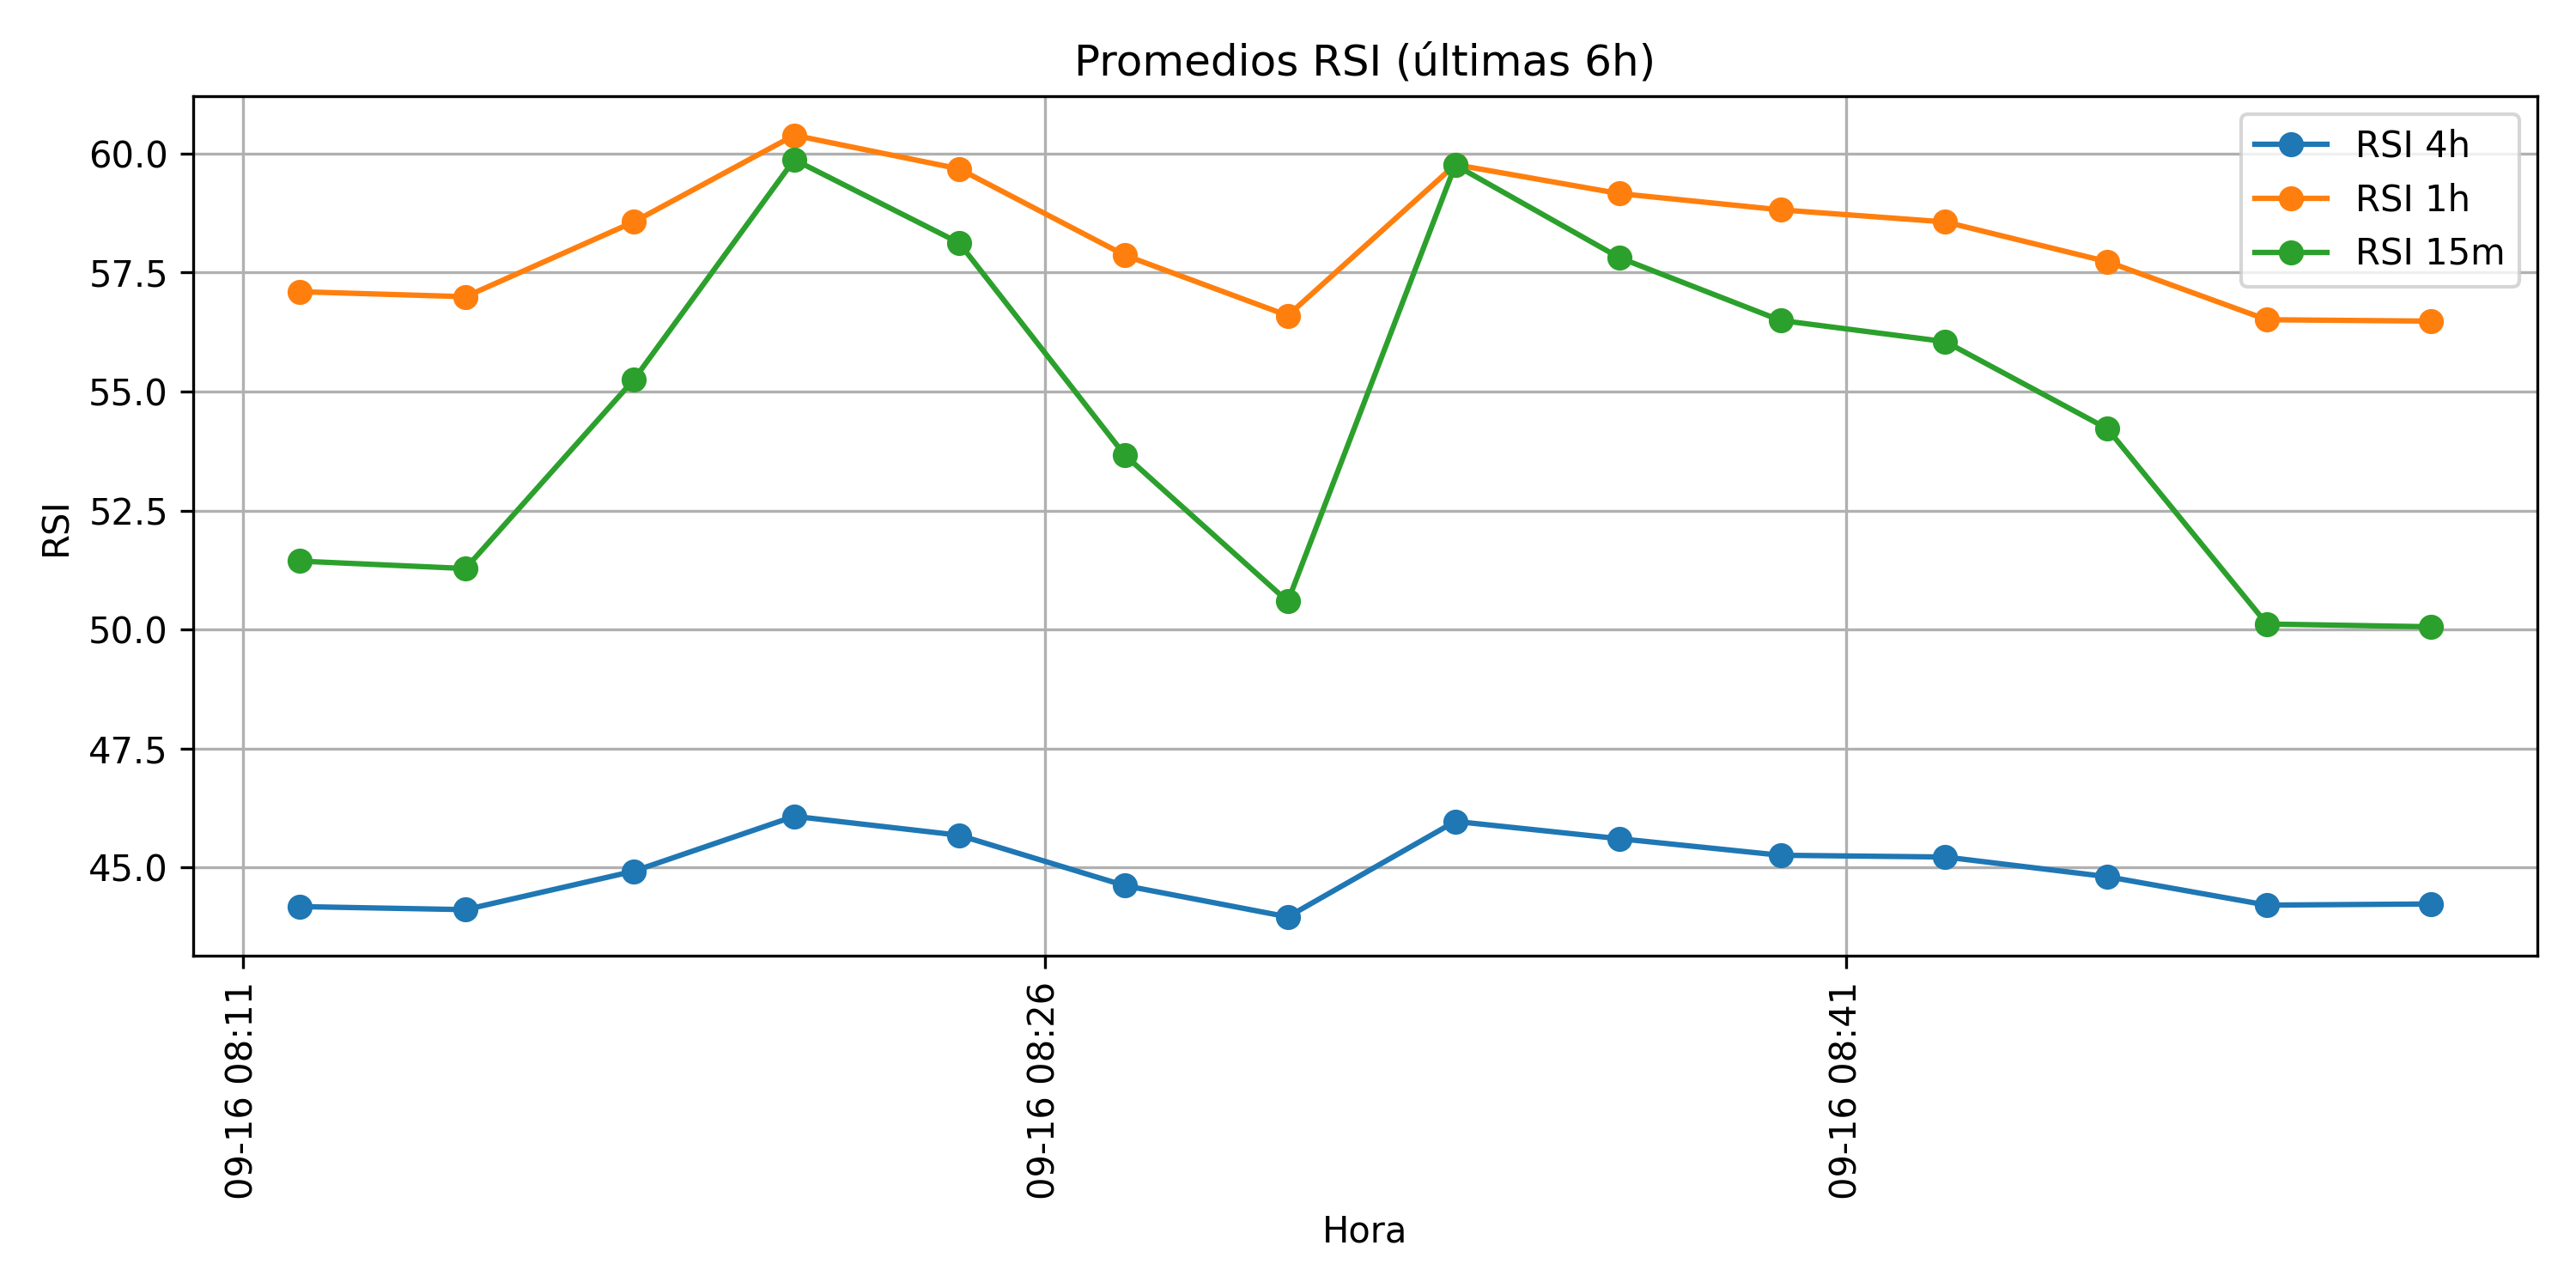 Promedios RSI (últimas 6h)
RSI 4h
RSI 1h
RSI 15m
RSI
60.0
57.5
55.0
52.5
50.0
47.5
45.0
09-16 08:11
09-16 08:26
09-16 08:41
Hora